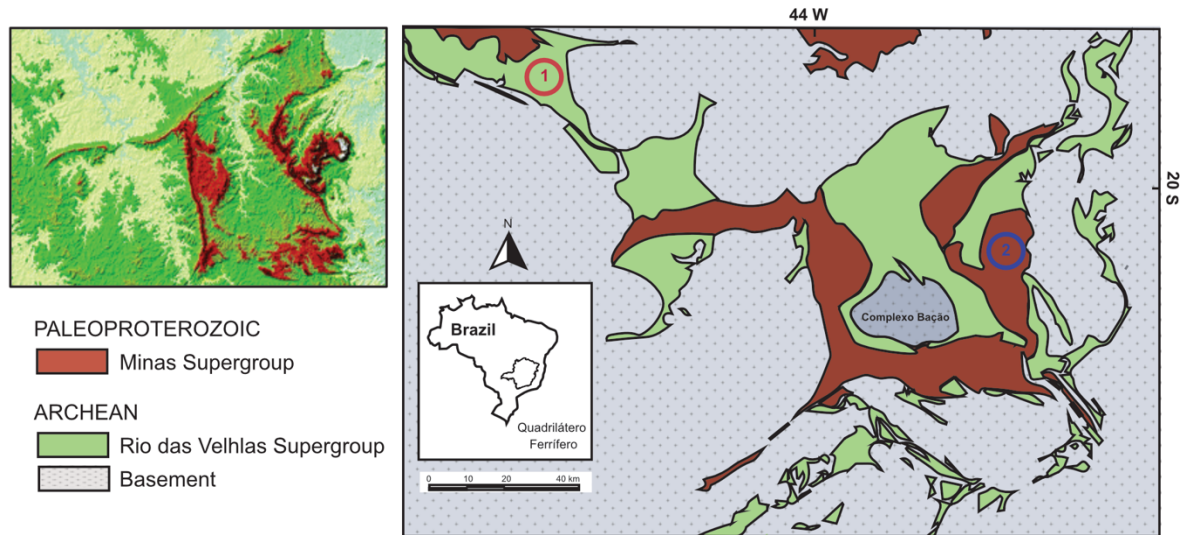 44 W
20 S
1
2
N
Complexo Bação
Brazil
Quadrilátero
Ferrífero
0 10 20 40 km
PALEOPROTEROZOIC
Minas Supergroup
ARCHEAN
Rio das Velhlas Supergroup
Basement